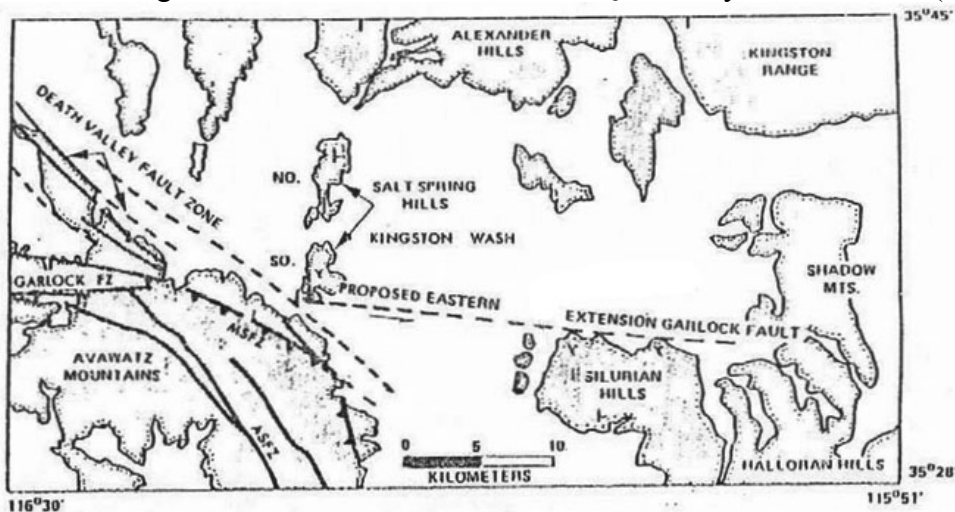 35°45'
ALEXANDER
HILLS
KINGSTON
RANGE
DEATH VALLEY FAULT ZONE
NO.
SALT SPRING
HILLS
KINGSTON WASH
SO.
GARLOCK FZ
PROPOSED EASTERN
EXTENSION GARLOCK FAULT
SHADOW
MTS.
MSFZ
AVAWATZ
MOUNTAINS
ASFZ
SILURIAN
HILLS
0 5 10
KILOMETERS
HALLORAN HILLS
35°28'
116°30'
115°51'